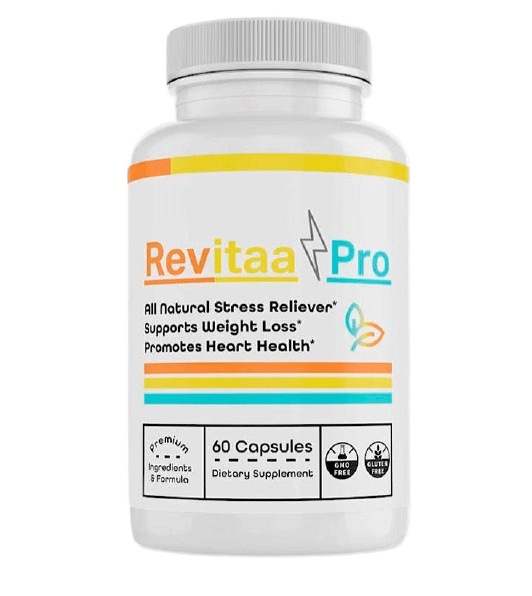 Revitaa Pro
All Natural Stress Reliever*
Supports Weight Loss*
Promotes Heart Health*
Premium
Ingredients
& Formula
60 Capsules
Dietary Supplement
GMO
FREE
GLUTEN
FREE